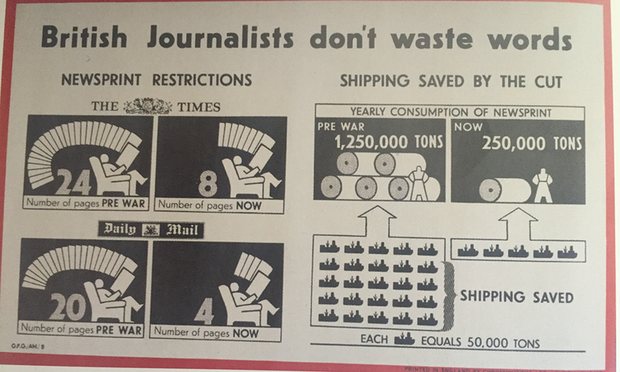 British Journalists don't waste words
NEWSPRINT RESTRICTIONS
THE TIMES
24
Number of pages PRE WAR
8
Number of pages NOW
Daily Mail
20
Number of pages PRE WAR
4
Number of pages NOW
SHIPPING SAVED BY THE CUT
YEARLY CONSUMPTION OF NEWSPRINT
PRE WAR
1,250,000 TONS
NOW
250,000 TONS
SHIPPING SAVED
EACH EQUALS 50,000 TONS
PRINTED IN ENGLAND